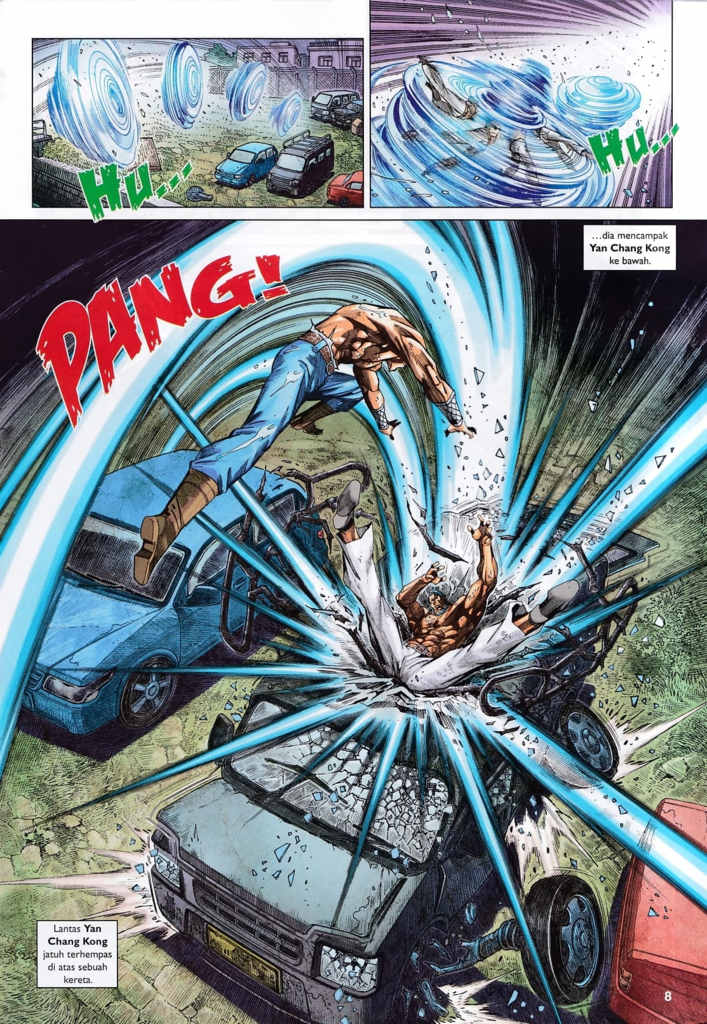 Hu...
Hu...
...dia mencampak
Yan Chang Kong
ke bawah.
PANG!
Lantas Yan
Chang Kong
jatuh terhempas
di atas sebuah
kereta.
8